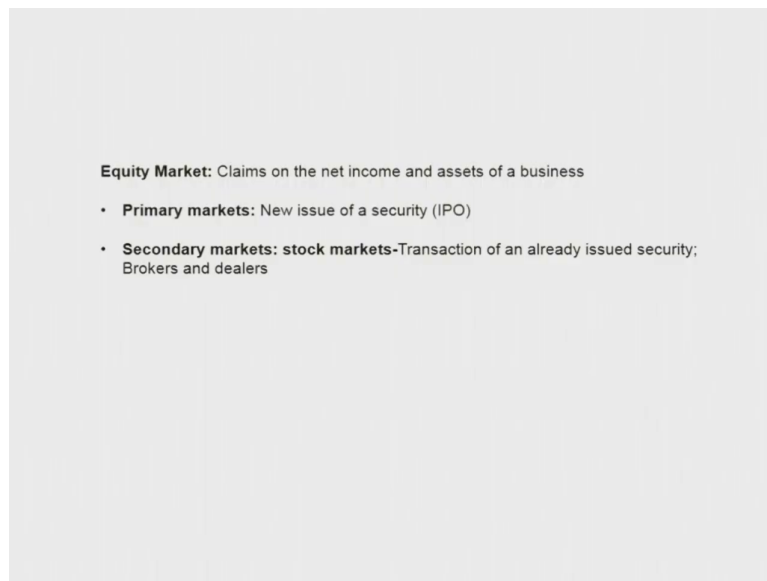 Equity Market: Claims on the net income and assets of a business
• Primary markets: New issue of a security (IPO)
• Secondary markets: stock markets-Transaction of an already issued security;
Brokers and dealers